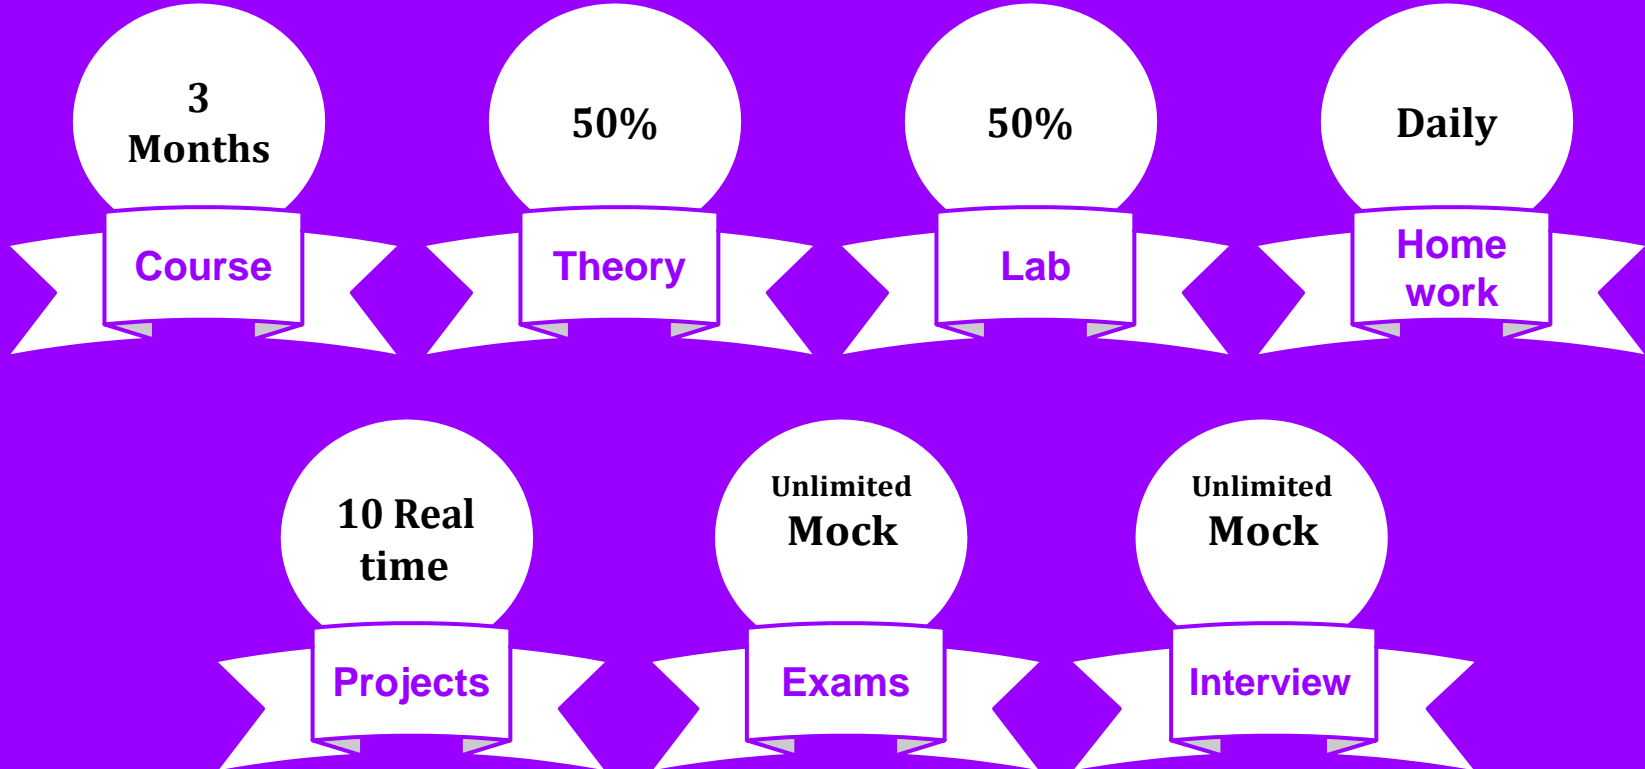 3
Months
Course
50%
Theory
50%
Lab
Daily
Home
work
10 Real
time
Projects
Unlimited
Mock
Exams
Unlimited
Mock
Interview